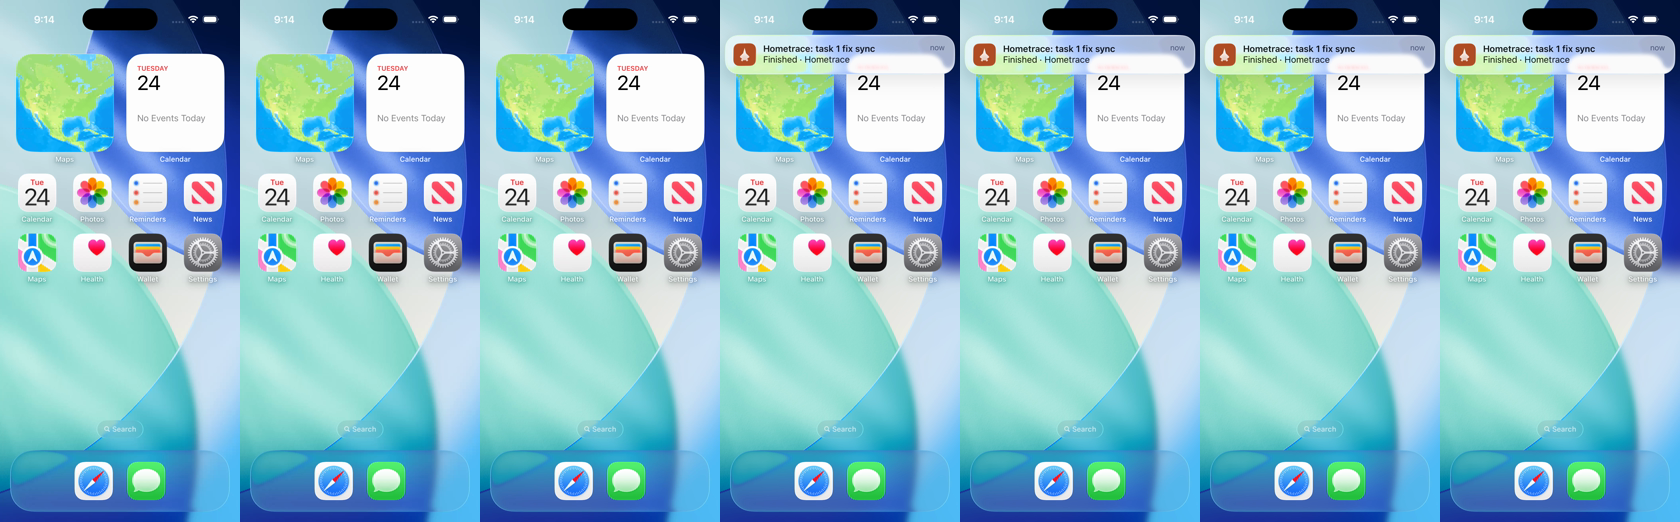 9:14
TUESDAY
24
No Events Today
Maps
Calendar
Tue
24
Calendar
Photos
Reminders
News
Maps
Health
Wallet
Settings
Search
9:14
TUESDAY
24
No Events Today
Maps
Calendar
Tue
24
Calendar
Photos
Reminders
News
Maps
Health
Wallet
Settings
Search
9:14
TUESDAY
24
No Events Today
Maps
Calendar
Tue
24
Calendar
Photos
Reminders
News
Maps
Health
Wallet
Settings
Search
9:14
Hometrace: task 1 fix sync
now
Finished · Hometrace
24
No Events Today
Maps
Calendar
Tue
24
Calendar
Photos
Reminders
News
Maps
Health
Wallet
Settings
Search
9:14
Hometrace: task 1 fix sync
now
Finished · Hometrace
24
No Events Today
Maps
Calendar
Tue
24
Calendar
Photos
Reminders
News
Maps
Health
Wallet
Settings
Search
9:14
Hometrace: task 1 fix sync
now
Finished · Hometrace
24
No Events Today
Maps
Calendar
Tue
24
Calendar
Photos
Reminders
News
Maps
Health
Wallet
Settings
Search
9:14
Hometrace: task 1 fix sync
now
Finished · Hometrace
24
No Events Today
Maps
Calendar
Tue
24
Calendar
Photos
Reminders
News
Maps
Health
Wallet
Settings
Search